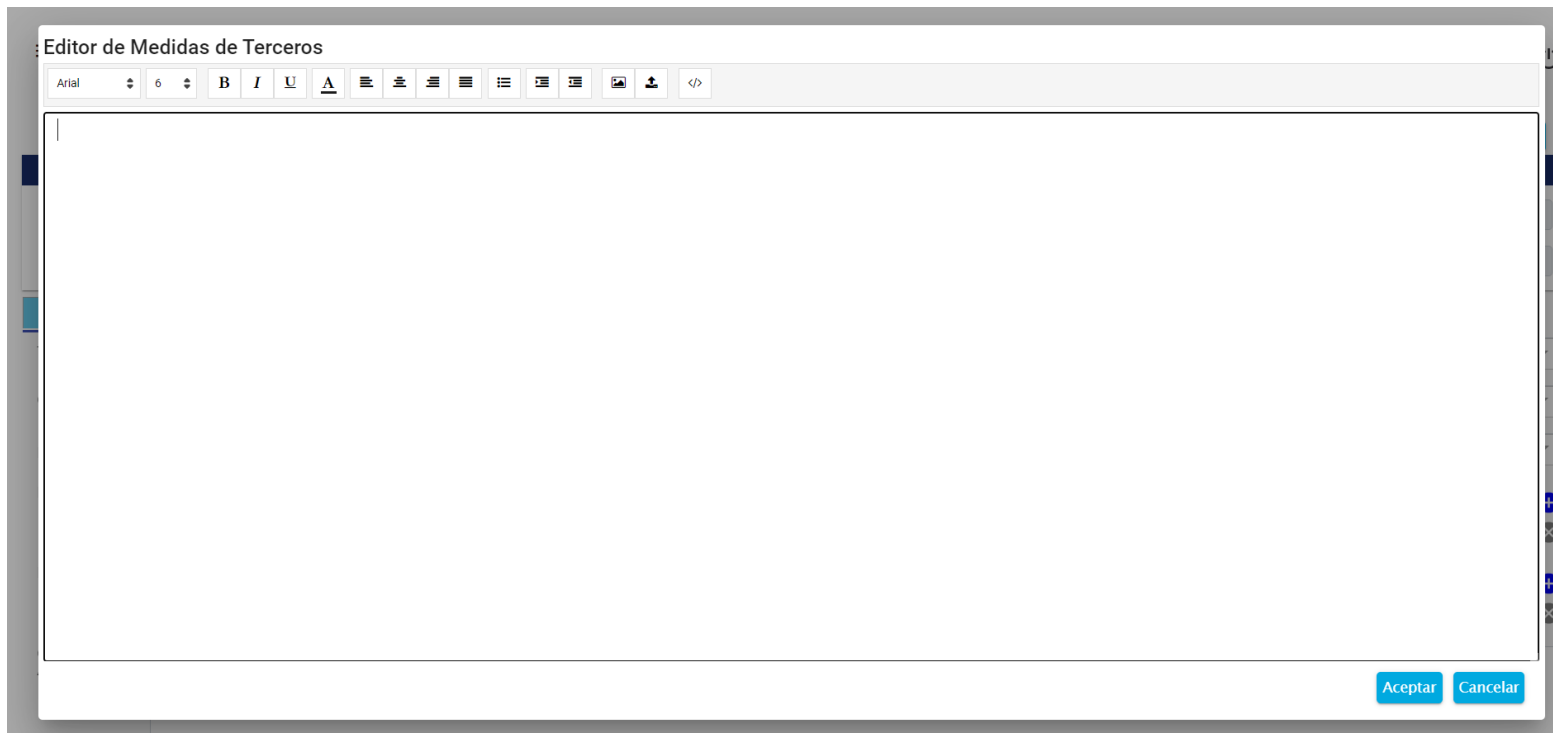 Editor de Medidas de Terceros
Arial 6 B I U A </>
Aceptar Cancelar